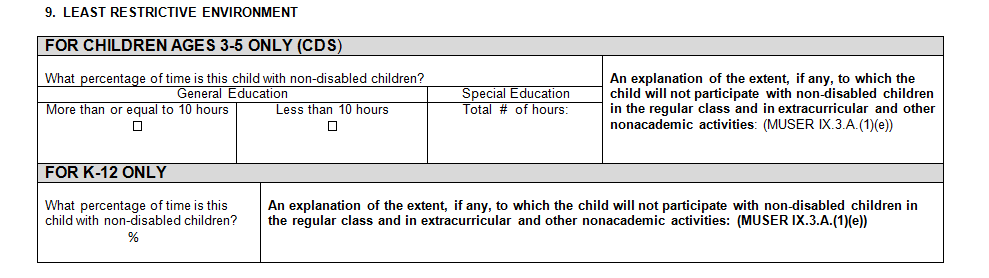 9. LEAST RESTRICTIVE ENVIRONMENT
FOR CHILDREN AGES 3-5 ONLY (CDS)
What percentage of time is this child with non-disabled children?
General Education
Special Education
More than or equal to 10 hours
☐
Less than 10 hours
☐
Total # of hours:
An explanation of the extent, if any, to which the
child will not participate with non-disabled children
in the regular class and in extracurricular and other
nonacademic activities: (MUSER IX.3.A.(1)(e))
FOR K-12 ONLY
What percentage of time is this
child with non-disabled children?
%
An explanation of the extent, if any, to which the child will not participate with non-disabled children in
the regular class and in extracurricular and other nonacademic activities: (MUSER IX.3.A.(1)(e))